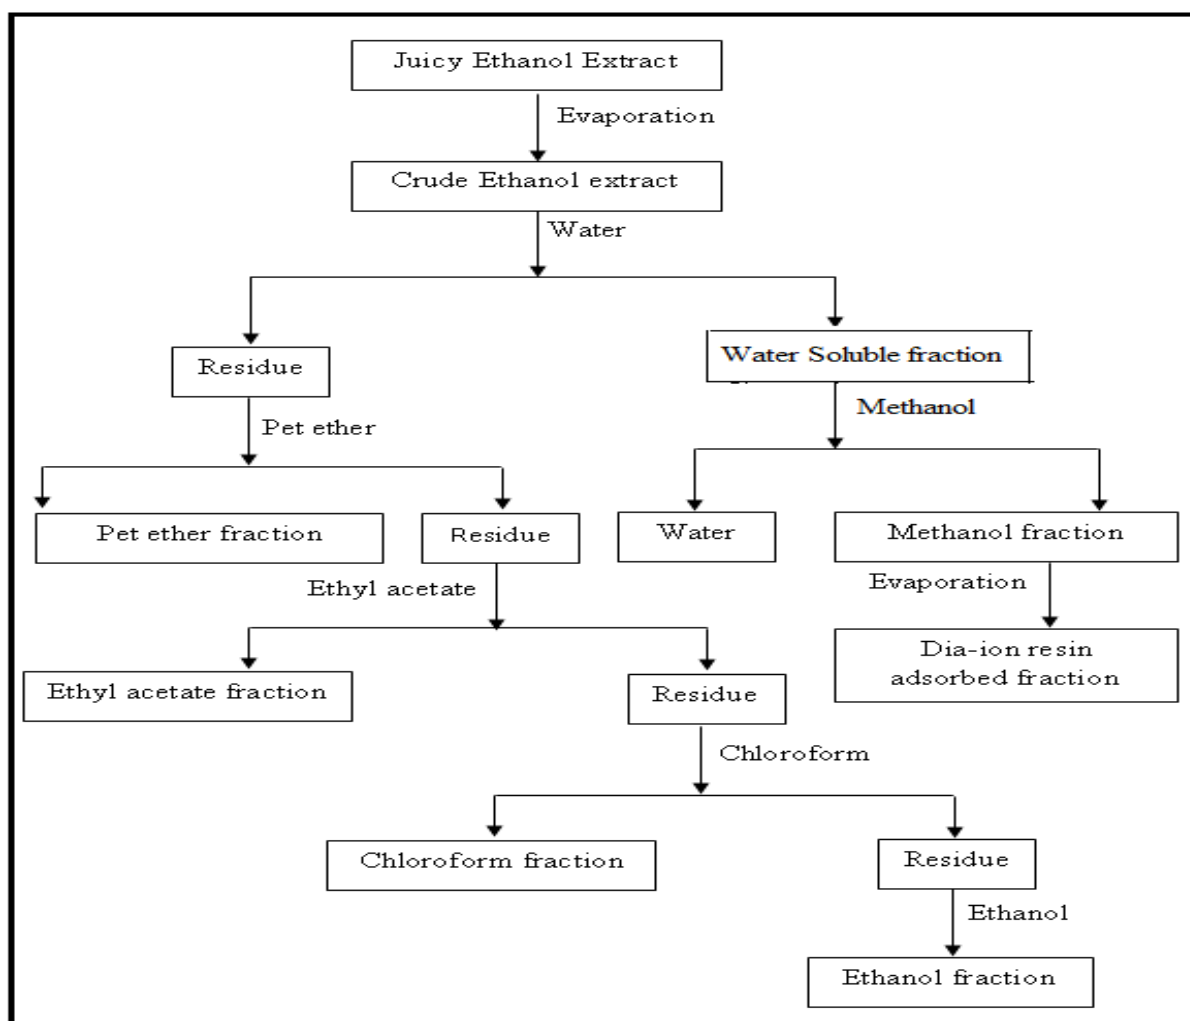 Juicy Ethanol Extract
Evaporation
Crude Ethanol extract
Water
Residue
Water Soluble fraction
Pet ether
Methanol
Pet ether fraction
Residue
Water
Methanol fraction
Ethyl acetate
Evaporation
Ethyl acetate fraction
Residue
Dia-ion resin
adsorbed fraction
Chloroform
Chloroform fraction
Residue
Ethanol
Ethanol fraction